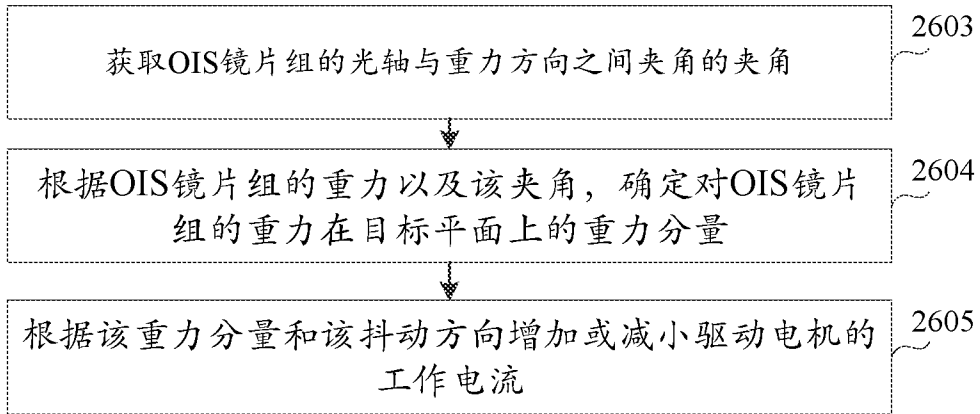 2603
获取OIS镜片组的光轴与重力方向之间夹角的夹角
2604
根据OIS镜片组的重力以及该夹角，确定对OIS镜片
组的重力在目标平面上的重力分量
2605
根据该重力分量和该抖动方向增加或减小驱动电机的
工作电流